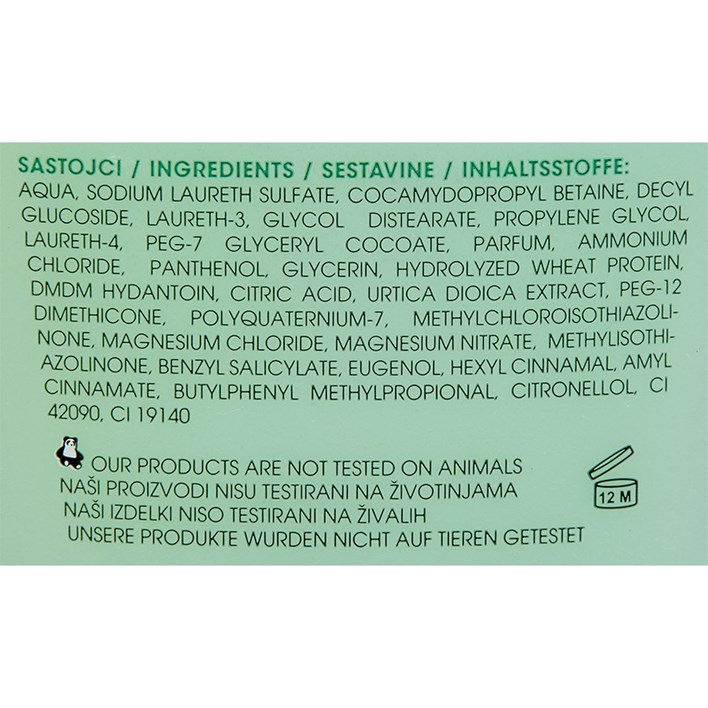 SASTOJCI / INGREDIENTS / SESTAVINE / INHALTSSTOFFE:
AQUA, SODIUM LAURETH SULFATE, COCAMYDOPROPYL BETAINE, DECYL
GLUCOSIDE, LAURETH-3, GLYCOL DISTEARATE, PROPYLENE GLYCOL,
LAURETH-4, PEG-7 GLYCERYL COCOATE, PARFUM, AMMONIUM
CHLORIDE, PANTHENOL, GLYCERIN, HYDROLYZED WHEAT PROTEIN,
DMDM HYDANTOIN, CITRIC ACID, URTICA DIOICA EXTRACT, PEG-12
DIMETHICONE, POLYQUATERNIUM-7, METHYLCHLOROISOTHIAZOLI-
NONE, MAGNESIUM CHLORIDE, MAGNESIUM NITRATE, METHYLISOTHI-
AZOLINONE, BENZYL SALICYLATE, EUGENOL, HEXYL CINNAMAL, AMYL
CINNAMATE, BUTYLPHENYL METHYLPROPIONAL, CITRONELLOL, CI
42090, CI 19140
OUR PRODUCTS ARE NOT TESTED ON ANIMALS
NAŠI PROIZVODI NISU TESTIRANI NA ŽIVOTINJAMA
NAŠI IZDELKI NISO TESTIRANI NA ŽIVALIH
UNSERE PRODUKTE WURDEN NICHT AUF TIEREN GETESTET
12 M